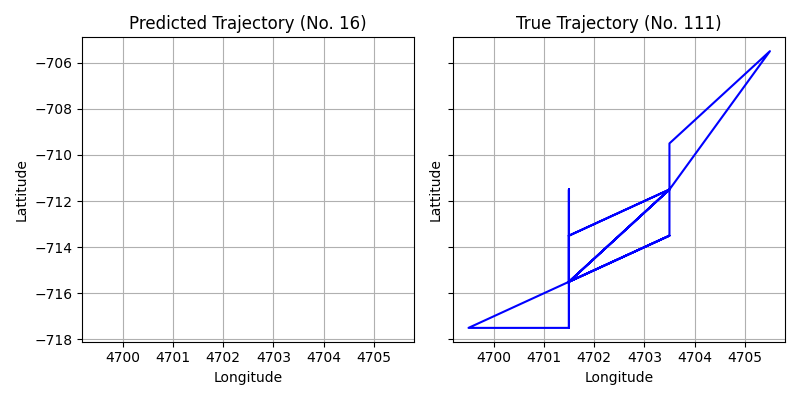 Predicted Trajectory (No. 16)
True Trajectory (No. 111)
−706
−708
−710
−712
−714
−716
−718
Lattitude
Lattitude
4700 4701 4702 4703 4704 4705
4700 4701 4702 4703 4704 4705
Longitude
Longitude